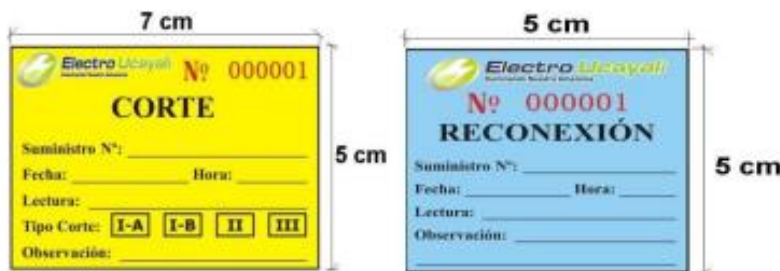 7 cm
Electro Ucayali
Nº 000001
CORTE
Suministro Nº:
Fecha: Hora:
Lectura:
Tipo Corte: I-A I-B II III
Observación:
5 cm
5 cm
Electro Ucayali
Nº 000001
RECONEXIÓN
Suministro Nº:
Fecha: Hora:
Lectura:
Observación:
5 cm